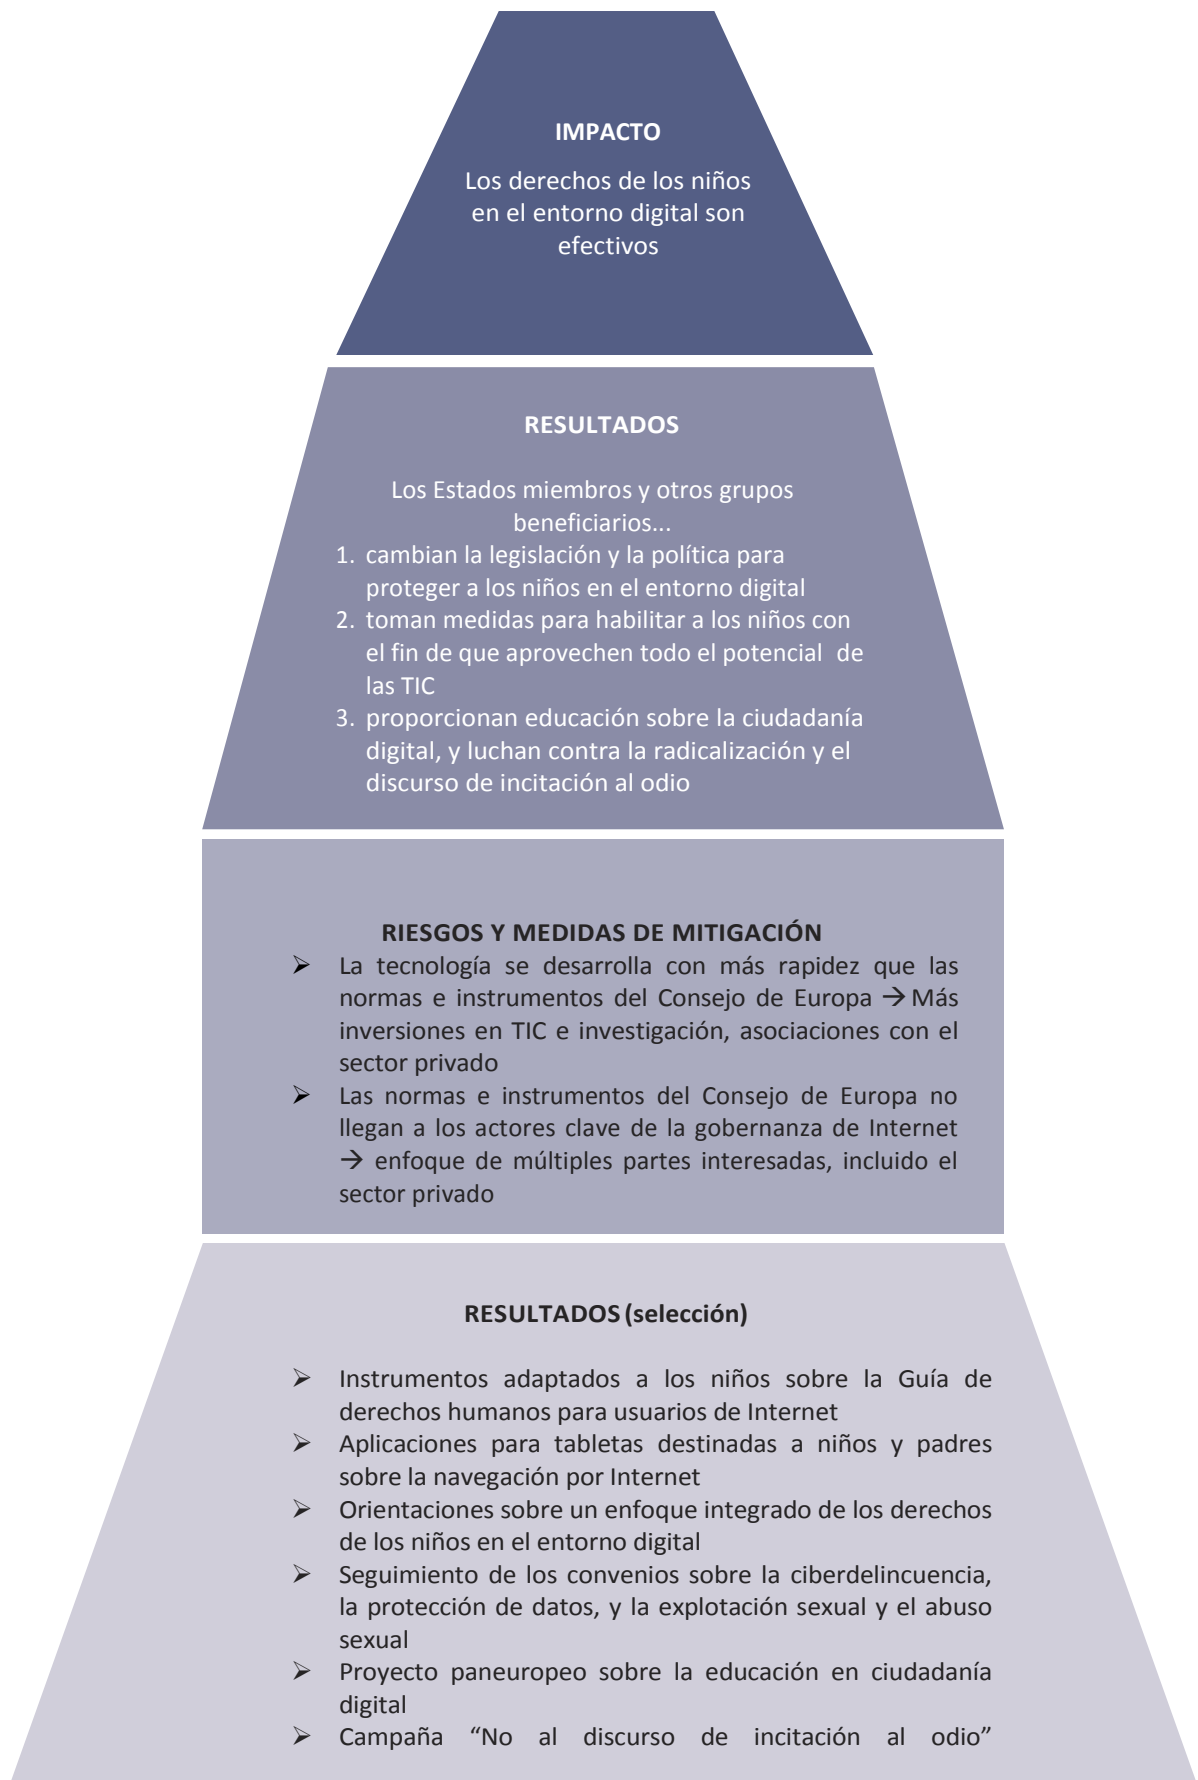 IMPACTO
Los derechos de los niños
en el entorno digital son
efectivos
RESULTADOS
Los Estados miembros y otros grupos
beneficiarios...
1. cambian la legislación y la política para
proteger a los niños en el entorno digital
2. toman medidas para habilitar a los niños con
el fin de que aprovechen todo el potencial de
las TIC
3. proporcionan educación sobre la ciudadanía
digital, y luchan contra la radicalización y el
discurso de incitación al odio
RIESGOS Y MEDIDAS DE MITIGACIÓN
➢ La tecnología se desarrolla con más rapidez que las
normas e instrumentos del Consejo de Europa → Más
inversiones en TIC e investigación, asociaciones con el
sector privado
➢ Las normas e instrumentos del Consejo de Europa no
llegan a los actores clave de la gobernanza de Internet
→ enfoque de múltiples partes interesadas, incluido el
sector privado
RESULTADOS (selección)
➢ Instrumentos adaptados a los niños sobre la Guía de
derechos humanos para usuarios de Internet
➢ Aplicaciones para tabletas destinadas a niños y padres
sobre la navegación por Internet
➢ Orientaciones sobre un enfoque integrado de los derechos
de los niños en el entorno digital
➢ Seguimiento de los convenios sobre la ciberdelincuencia,
la protección de datos, y la explotación sexual y el abuso
sexual
➢ Proyecto paneuropeo sobre la educación en ciudadanía
digital
➢ Campaña “No al discurso de incitación al odio”